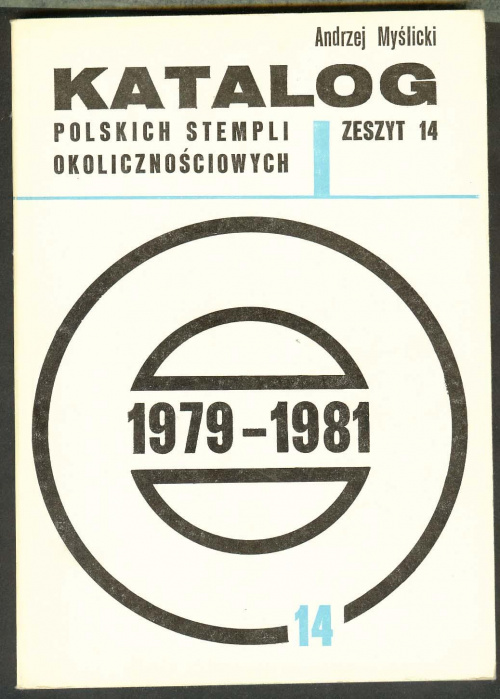 Andrzej Myślicki
KATALOG
POLSKICH STEMPLI
OKOLICZNOŚCIOWYCH
ZESZYT 14
1979-1981
14